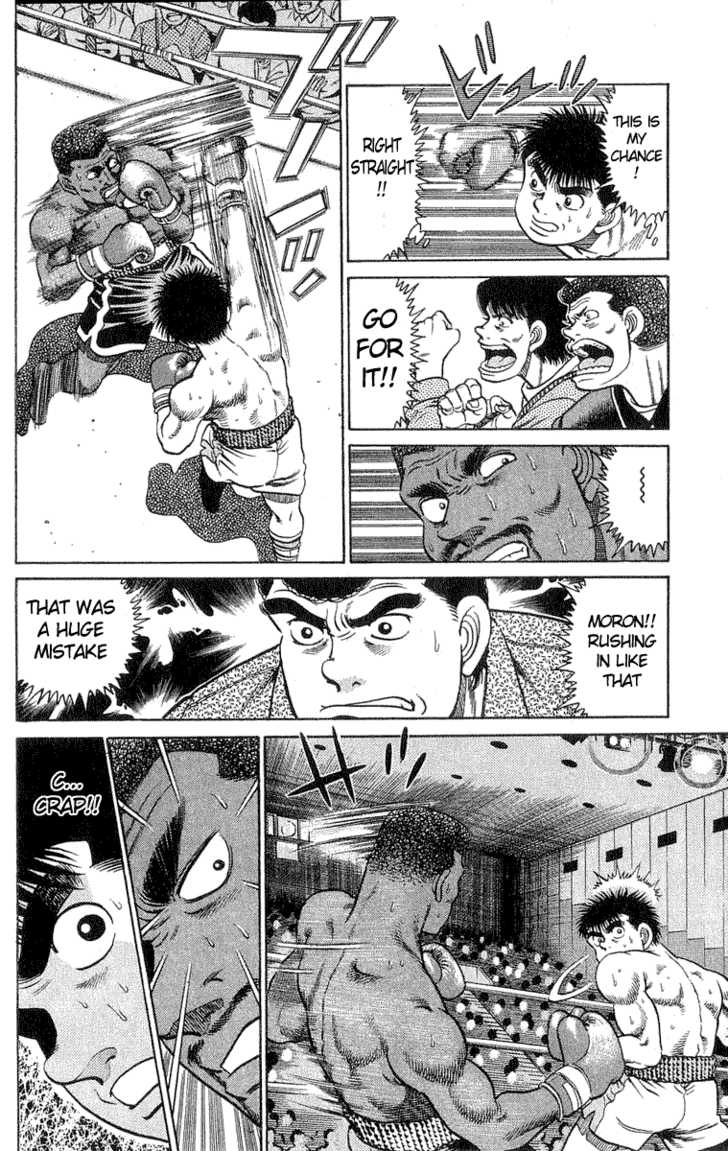 THIS IS
MY
CHANCE
!
RIGHT
STRAIGHT
!!
GO
FOR
IT!!
MORON!!
RUSHING
IN LIKE
THAT
THAT WAS
A HUGE
MISTAKE
C...
CRAP!!